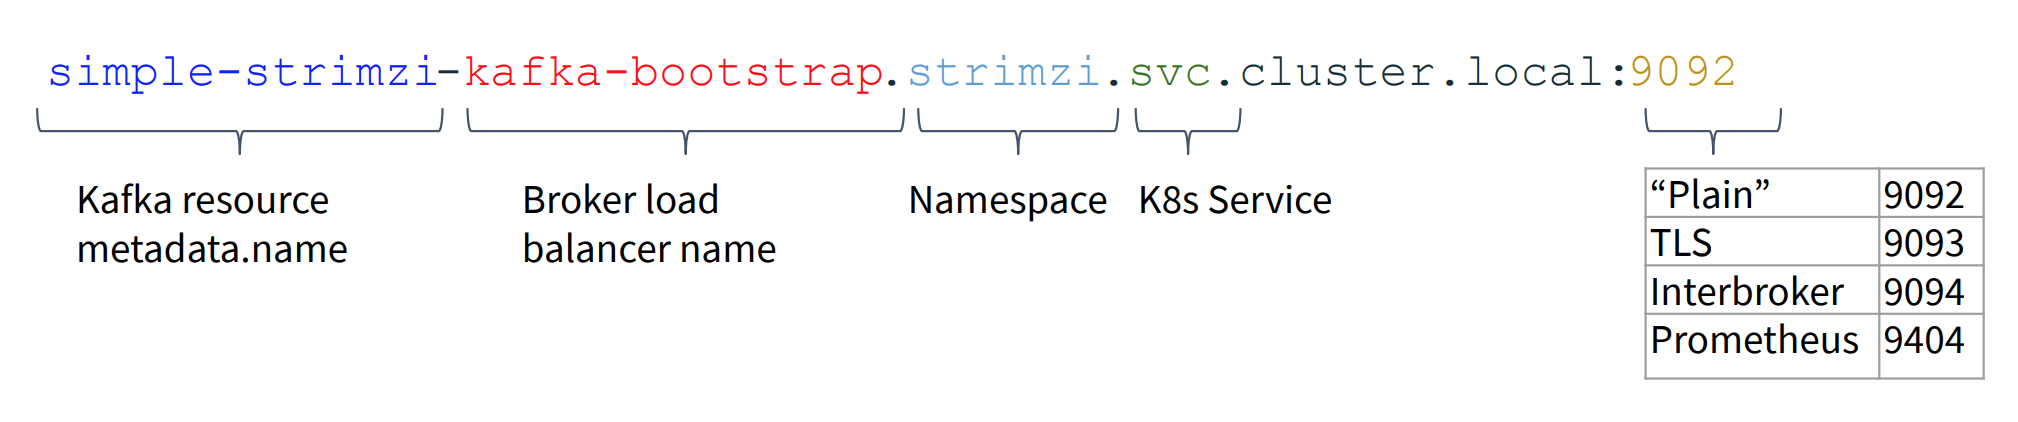 simple-strimzi-kafka-bootstrap.strimzi.svc.cluster.local:9092
Kafka resource
metadata.name
Broker load
balancer name
Namespace
K8s Service
“Plain” 9092
TLS 9093
Interbroker 9094
Prometheus 9404